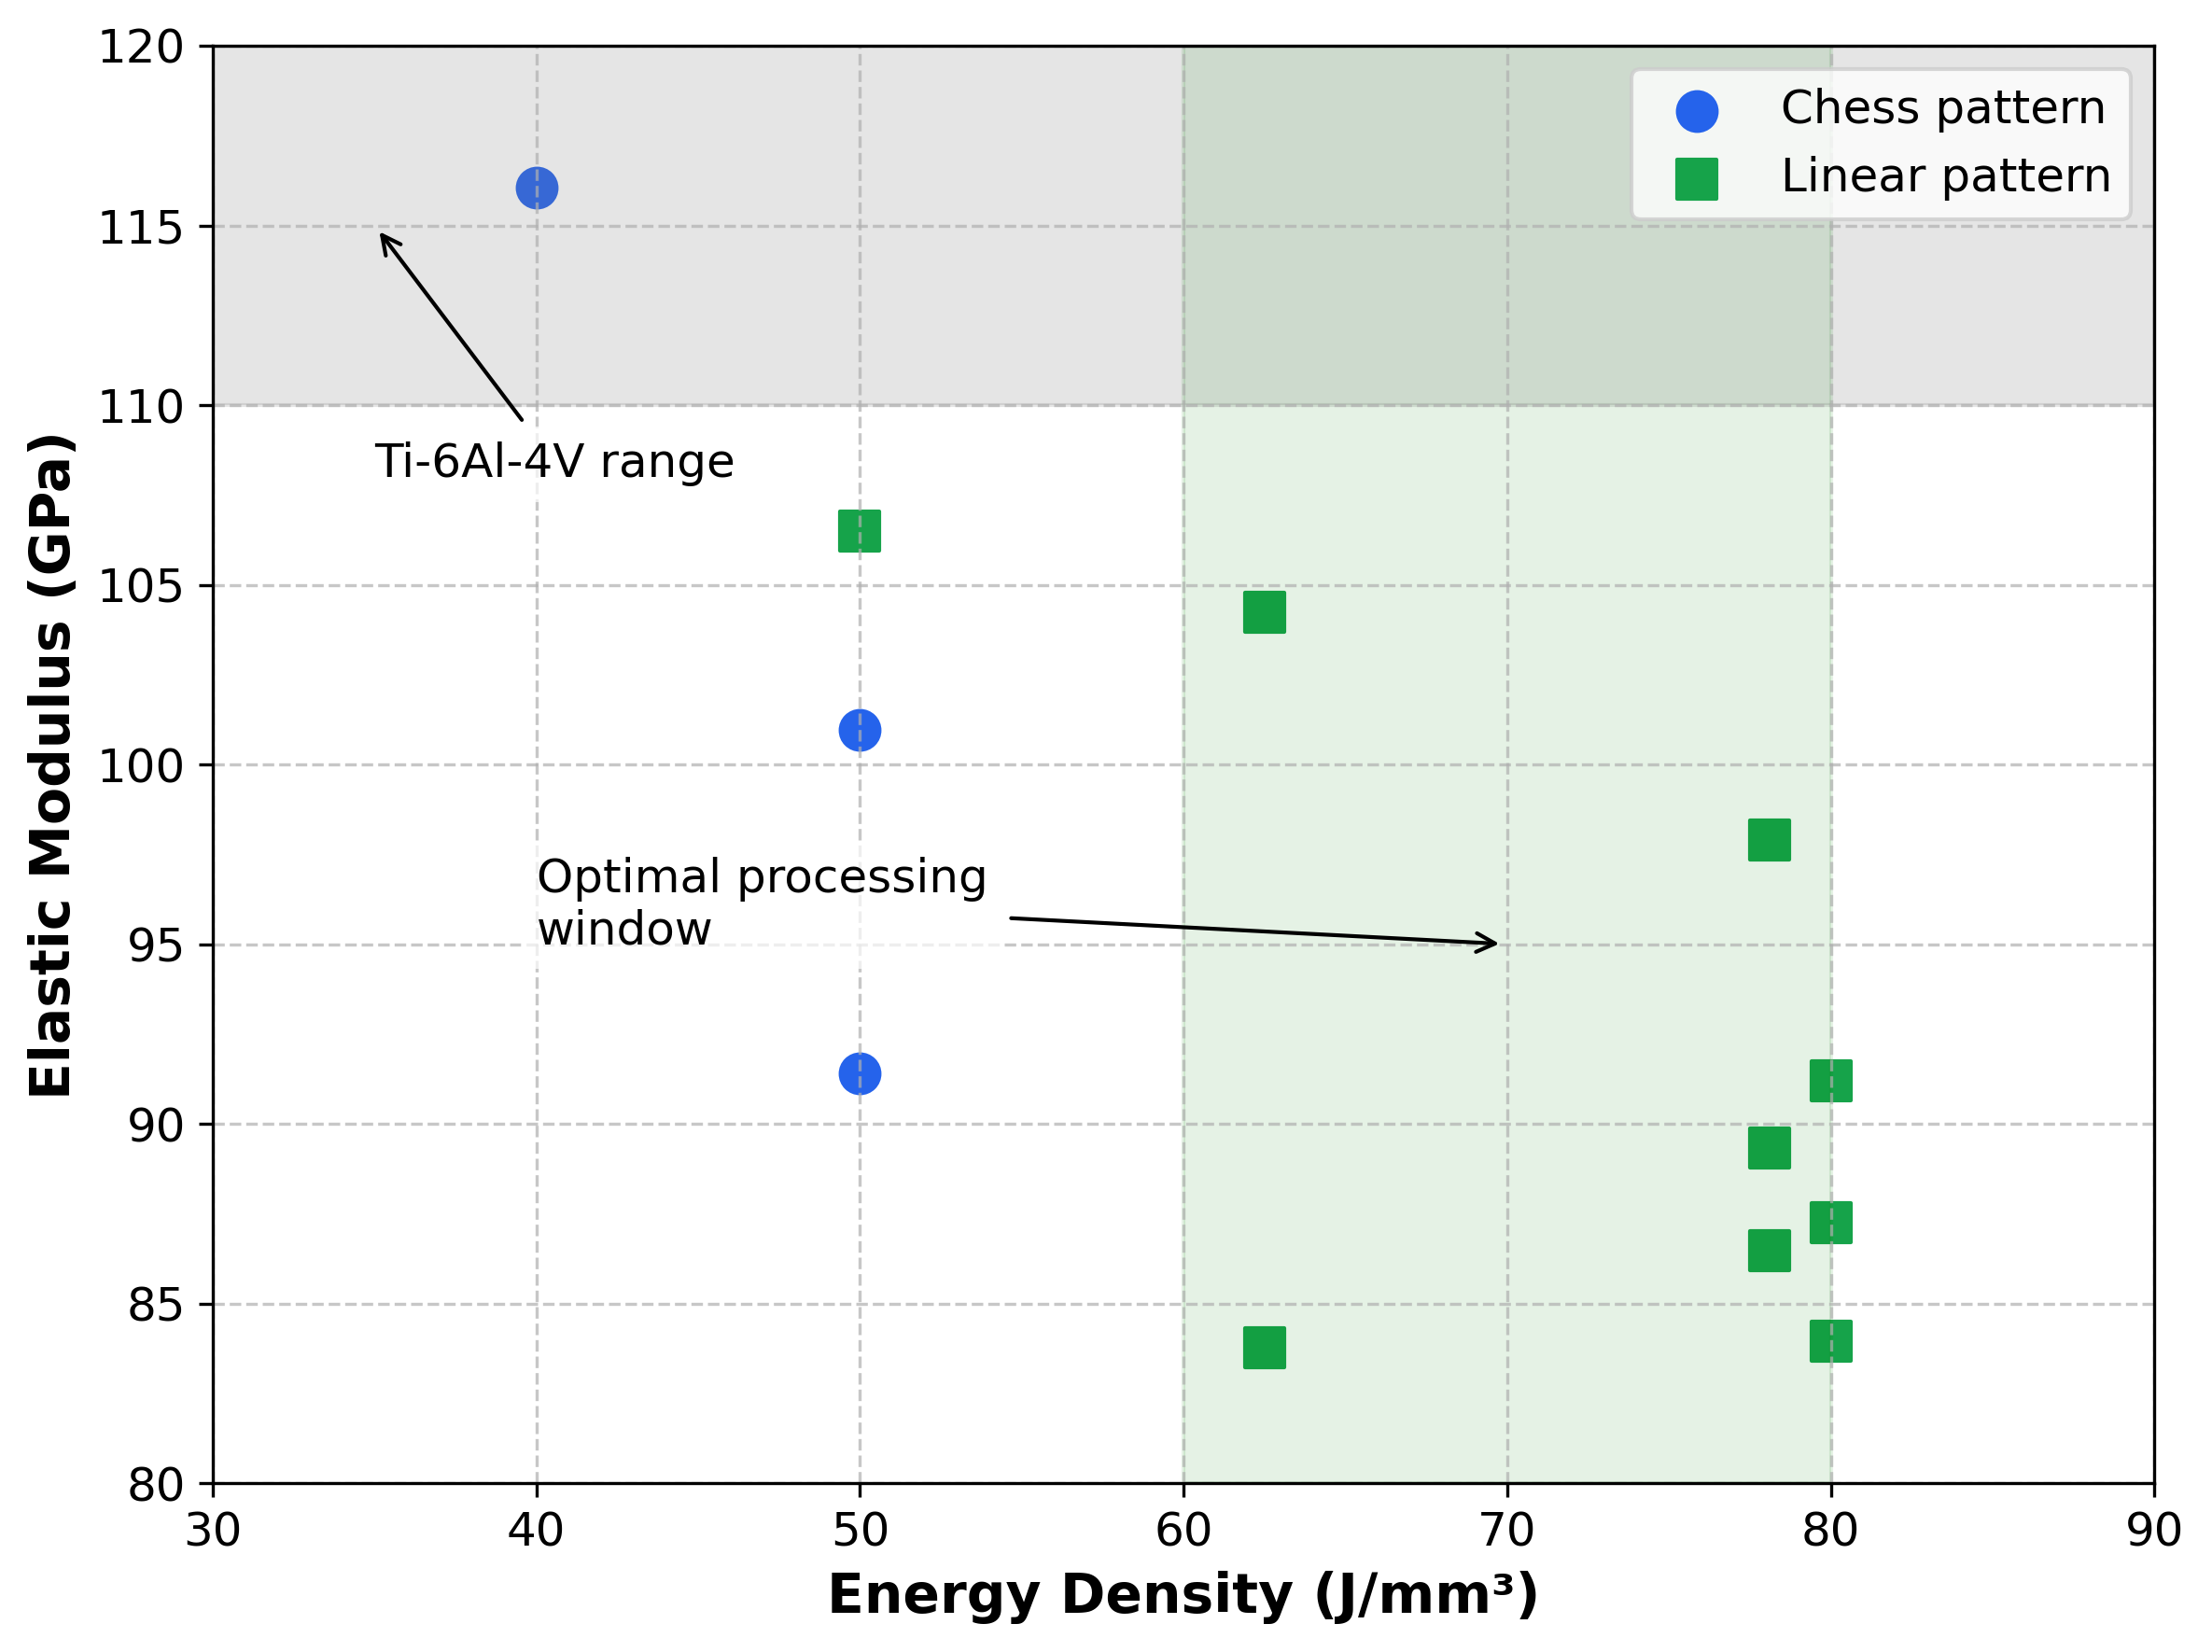 120
115
110
105
100
95
90
85
80
Elastic Modulus (GPa)
Chess pattern
Linear pattern
Ti-6Al-4V range
Optimal processing
window
30 40 50 60 70 80 90
Energy Density (J/mm³)